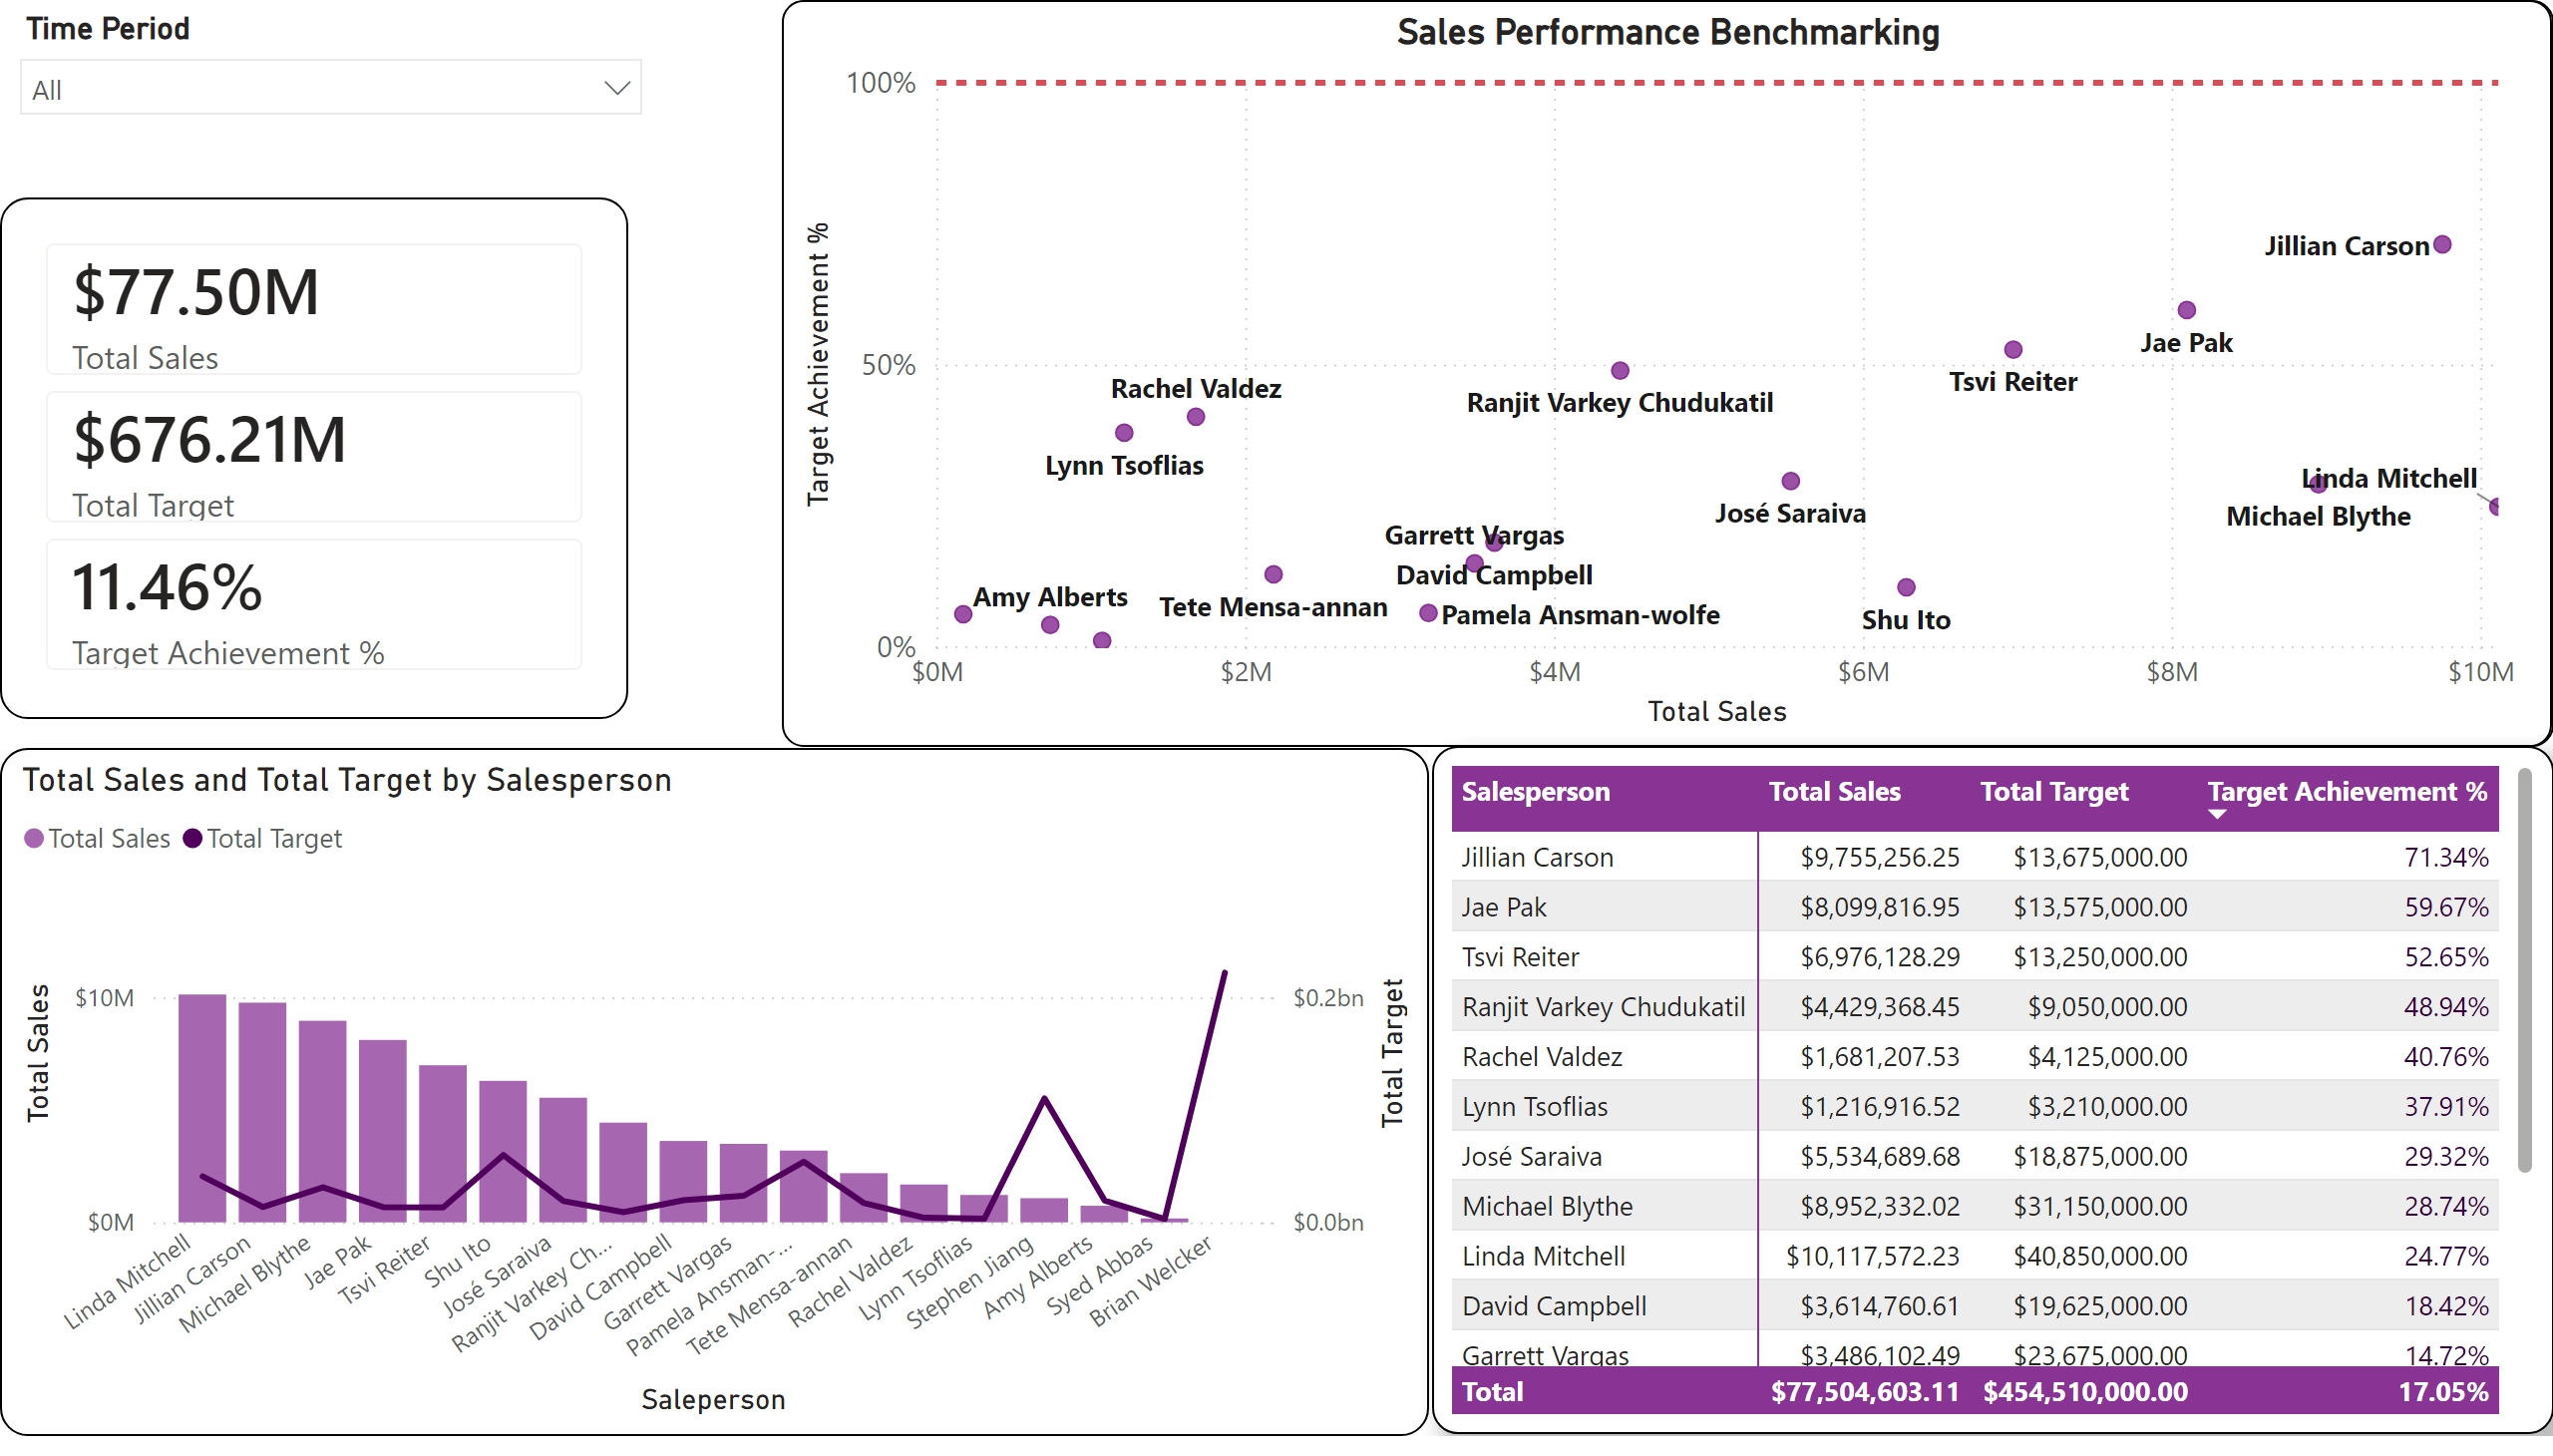 Time Period
All
$77.50M
Total Sales
$676.21M
Total Target
11.46%
Target Achievement %
Sales Performance Benchmarking
Target Achievement %
100%
50%
0%
Jillian Carson
Jae Pak
Tsvi Reiter
Rachel Valdez
Ranjit Varkey Chudukatil
Lynn Tsoflias
Linda Mitchell
José Saraiva
Michael Blythe
Garrett Vargas
David Campbell
Amy Alberts
Tete Mensa-annan
Pamela Ansman-wolfe
Shu Ito
$0M $2M $4M $6M $8M $10M
Total Sales
Total Sales and Total Target by Salesperson
Total Sales Total Target
Total Sales
$10M
$0M
$0.2bn
$0.0bn
Total Target
Linda Mitchell
Jillian Carson
Michael Blythe
Jae Pak
Tsvi Reiter
Shu Ito
José Saraiva
Ranjit Varkey Ch...
David Campbell
Garrett Vargas
Pamela Ansman-...
Tete Mensa-annan
Rachel Valdez
Lynn Tsoflias
Stephen Jiang
Amy Alberts
Syed Abbas
Brian Welcker
Saleperson
Salesperson Total Sales Total Target Target Achievement %
Jillian Carson $9,755,256.25 $13,675,000.00 71.34%
Jae Pak $8,099,816.95 $13,575,000.00 59.67%
Tsvi Reiter $6,976,128.29 $13,250,000.00 52.65%
Ranjit Varkey Chudukatil $4,429,368.45 $9,050,000.00 48.94%
Rachel Valdez $1,681,207.53 $4,125,000.00 40.76%
Lynn Tsoflias $1,216,916.52 $3,210,000.00 37.91%
José Saraiva $5,534,689.68 $18,875,000.00 29.32%
Michael Blythe $8,952,332.02 $31,150,000.00 28.74%
Linda Mitchell $10,117,572.23 $40,850,000.00 24.77%
David Campbell $3,614,760.61 $19,625,000.00 18.42%
Garrett Vargas $3,486,102.49 $23,675,000.00 14.72%
Total $77,504,603.11 $454,510,000.00 17.05%